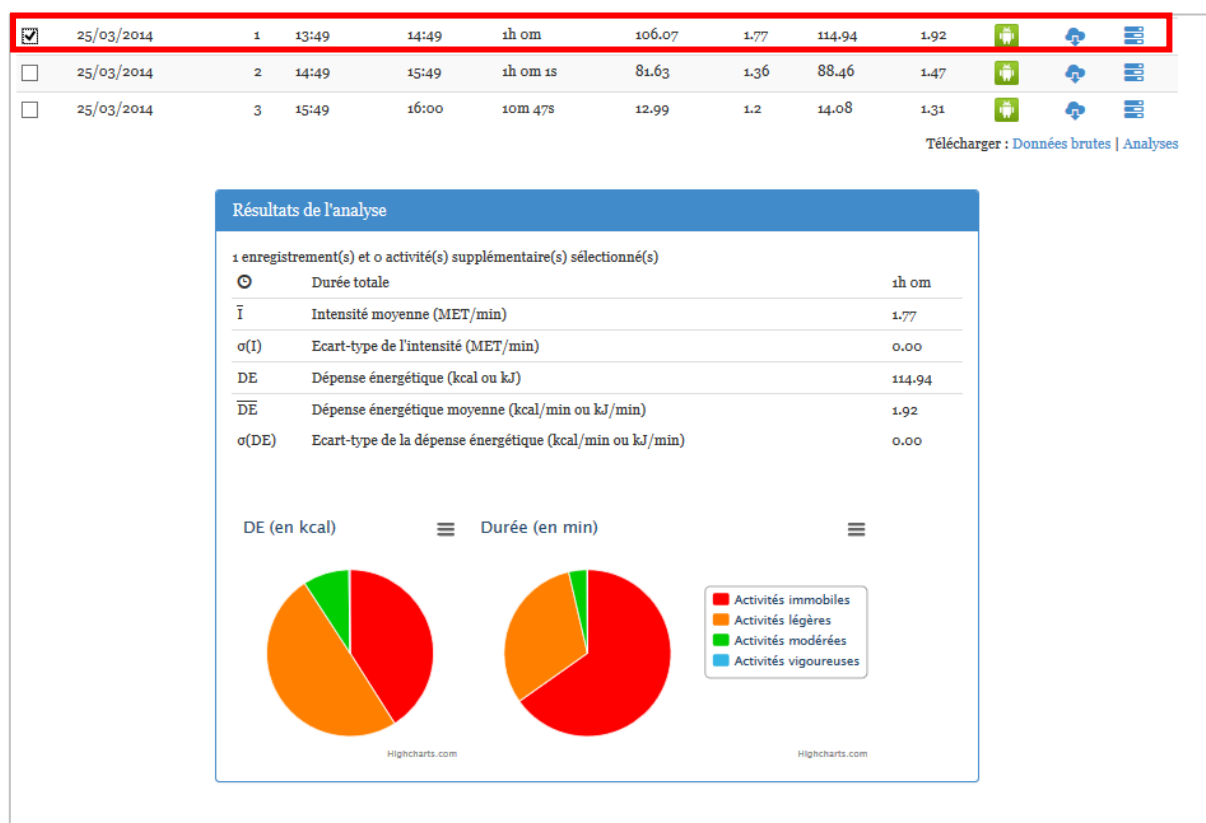 25/03/2014 1 13:49 14:49 1h 0m 106.07 1.77 114.94 1.92
25/03/2014 2 14:49 15:49 1h 0m 1s 81.63 1.36 88.46 1.47
25/03/2014 3 15:49 16:00 10m 47s 12.99 1.2 14.08 1.31
Télécharger : Données brutes | Analyses
Résultats de l'analyse
1 enregistrement(s) et 0 activité(s) supplémentaire(s) sélectionné(s)
Durée totale 1h 0m
I Intensité moyenne (MET/min) 1.77
σ(I) Ecart-type de l'intensité (MET/min) 0.00
DE Dépense énergétique (kcal ou kJ) 114.94
DE Dépense énergétique moyenne (kcal/min ou kJ/min) 1.92
σ(DE) Ecart-type de la dépense énergétique (kcal/min ou kJ/min) 0.00
DE (en kcal) Durée (en min)
Activités immobiles
Activités légères
Activités modérées
Activités vigoureuses
Highcharts.com Highcharts.com